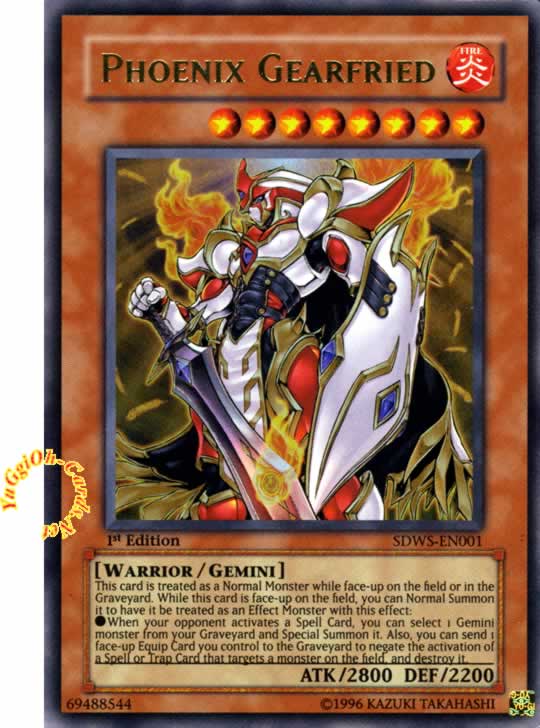 PHOENIX GEARFRIED
FIRE
炎
1st Edition
SDWS-EN001
YuGgiOh-Cards.Net
[WARRIOR / GEMINI]
This card is treated as a Normal Monster while face-up on the field or in the
Graveyard. While this card is face-up on the field, you can Normal Summon
it to have it be treated as an Effect Monster with this effect:
●When your opponent activates a Spell Card, you can select 1 Gemini
monster from your Graveyard and Special Summon it. Also, you can send 1
face-up Equip Card you control to the Graveyard to negate the activation of
a Spell or Trap Card that targets a monster on the field, and destroy it.
ATK/2800 DEF/2200
69488544
©1996 KAZUKI TAKAHASHI